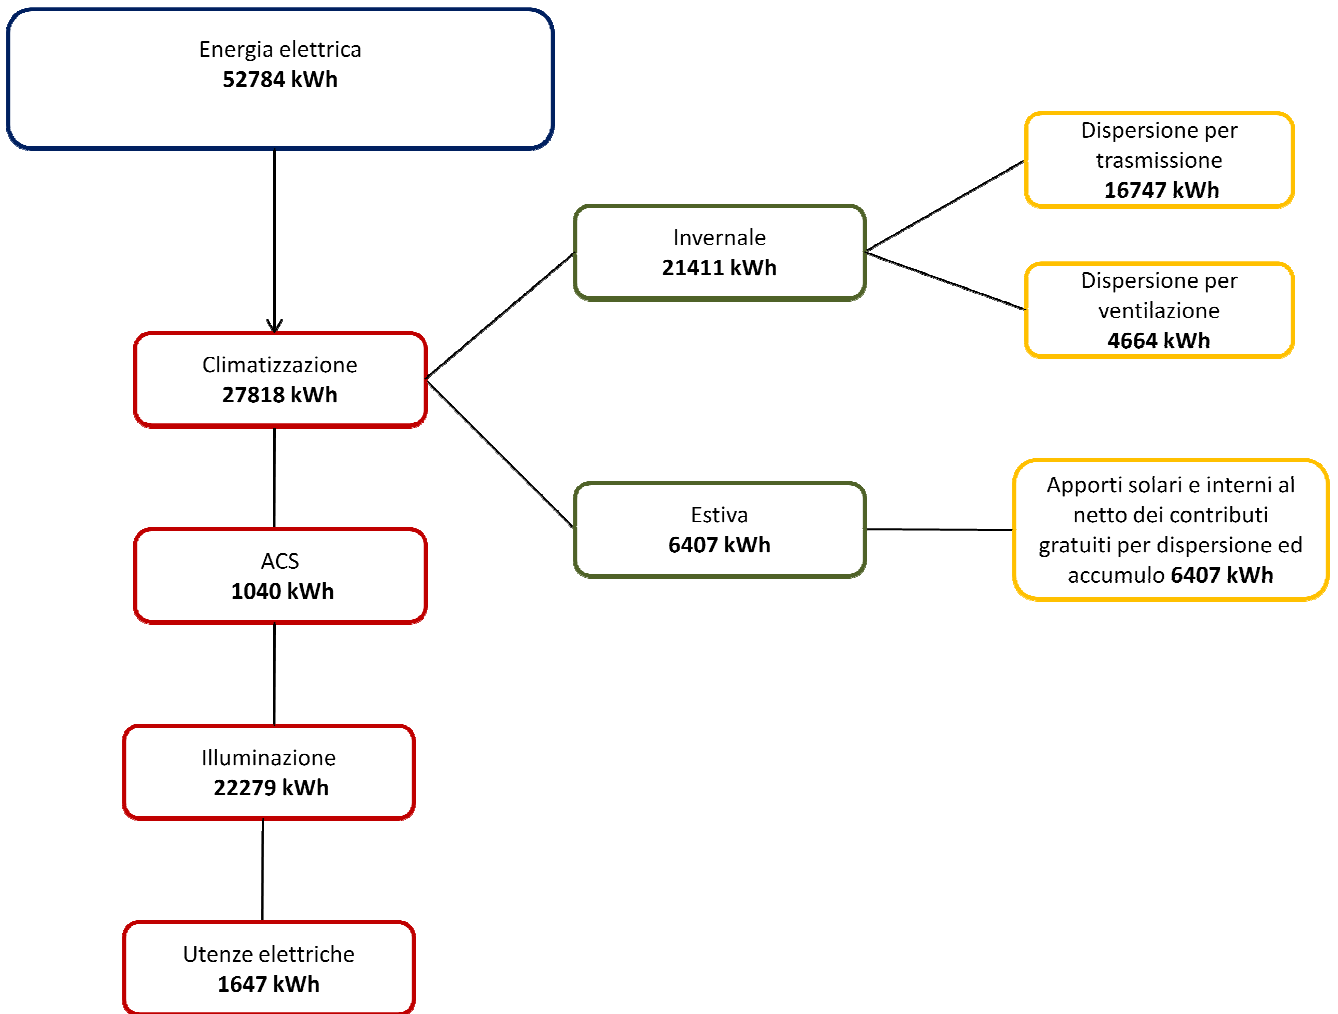 Energia elettrica
52784 kWh
Dispersione per
trasmissione
16747 kWh
Invernale
21411 kWh
Dispersione per
ventilazione
4664 kWh
Climatizzazione
27818 kWh
Estiva
6407 kWh
Apporti solari e interni al
netto dei contributi
gratuiti per dispersione ed
accumulo 6407 kWh
ACS
1040 kWh
Illuminazione
22279 kWh
Utenze elettriche
1647 kWh